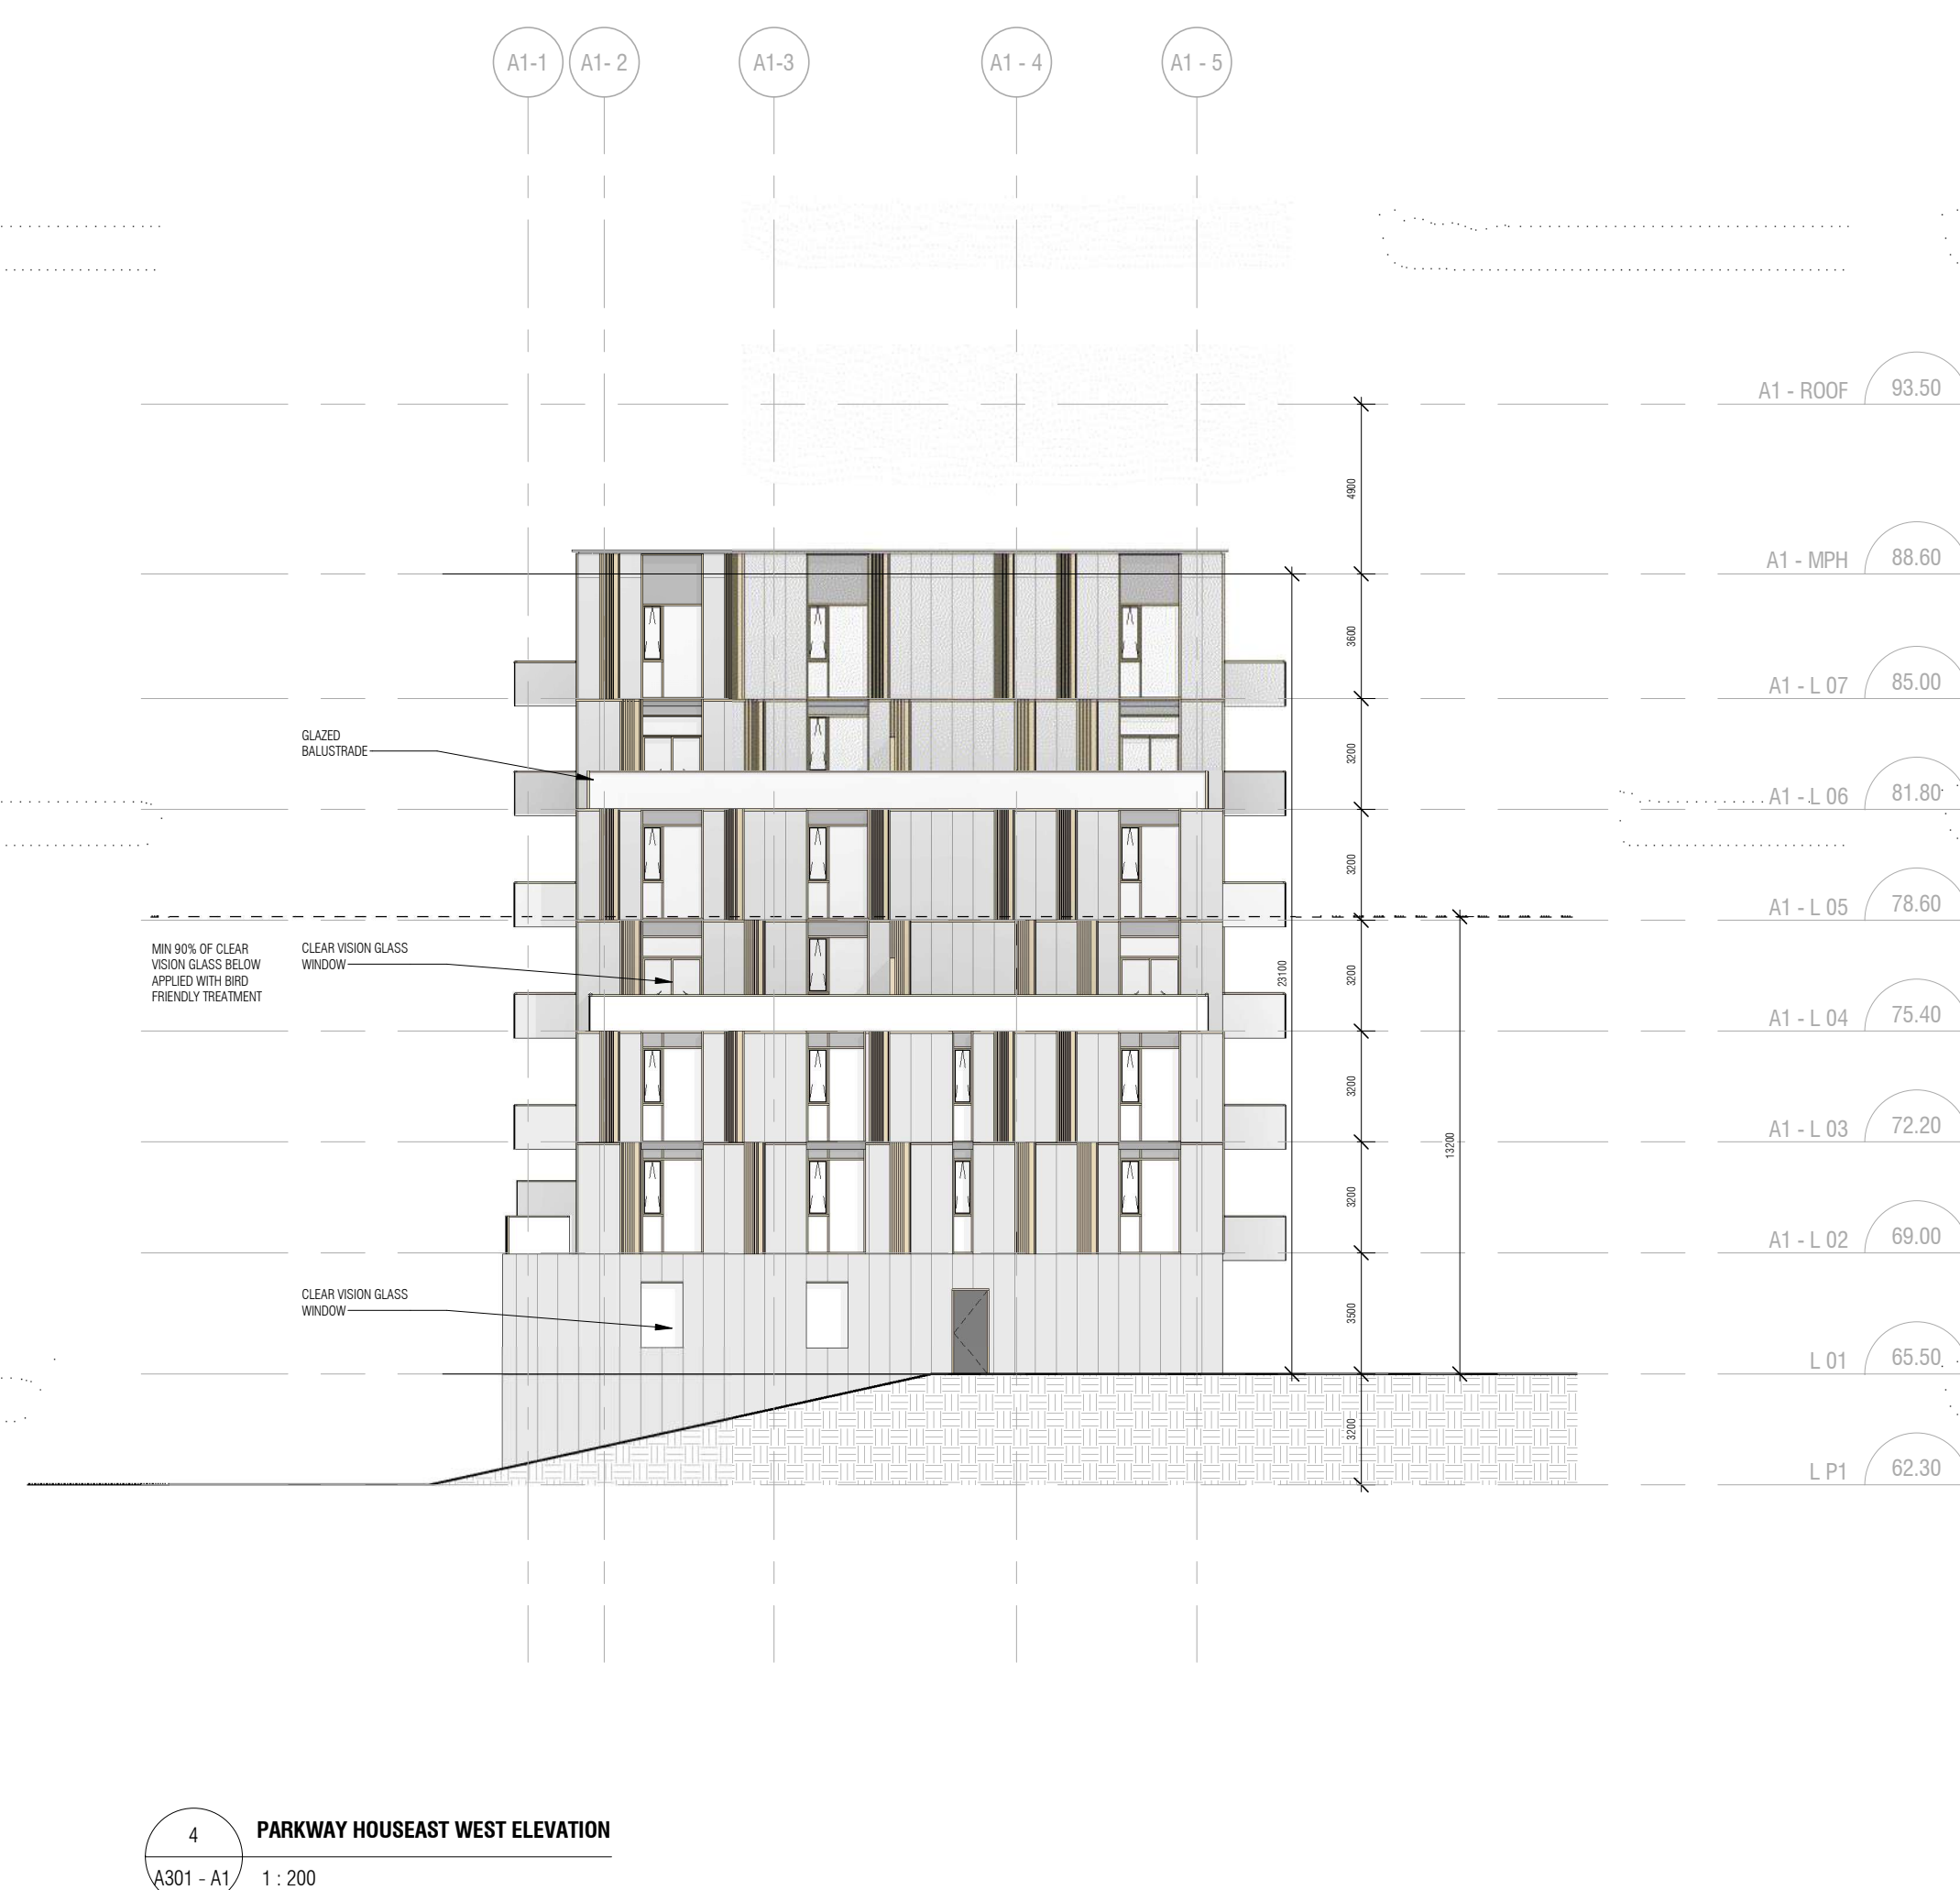 A1-1
A1- 2
A1-3
A1 - 4
A1 - 5
A1 - ROOF 93.50
4900
A1 - MPH 88.60
3600
A1 - L 07 85.00
GLAZED
BALUSTRADE
3200
A1 - L 06 81.80
3200
A1 - L 05 78.60
MIN 90% OF CLEAR
VISION GLASS BELOW
APPLIED WITH BIRD
FRIENDLY TREATMENT
CLEAR VISION GLASS
WINDOW
23100
3200
A1 - L 04 75.40
3200
A1 - L 03 72.20
13200
3200
A1 - L 02 69.00
CLEAR VISION GLASS
WINDOW
3500
L 01 65.50
3200
L P1 62.30
4
PARKWAY HOUSEAST WEST ELEVATION
A301 - A1
1 : 200